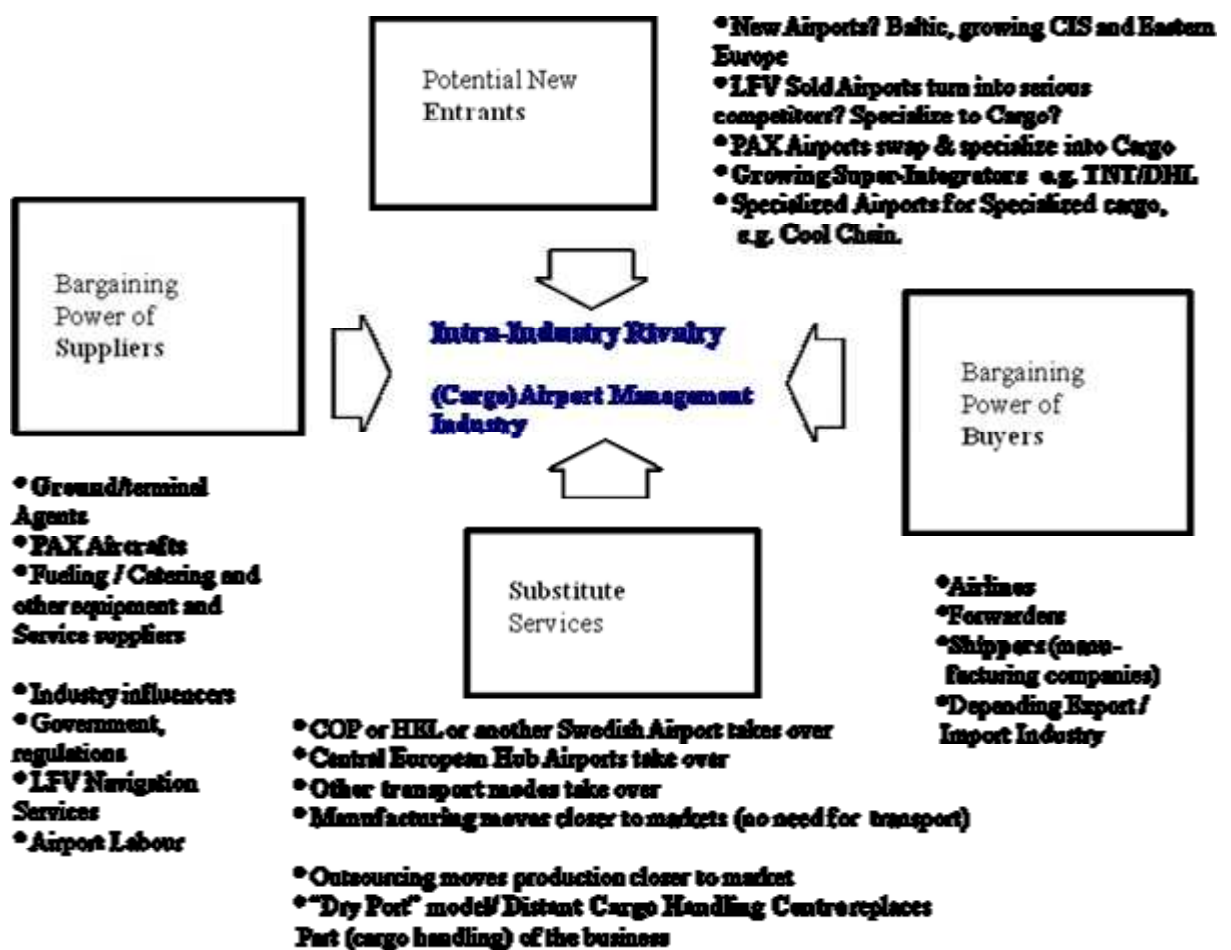 Potential New
Entrants
•New Airports? Baltic, growing CIS and Eastern
Europe
•LFV Sold Airports turn into serious
competitors? Specialize to Cargo?
•PAX Airports swap & specialize into Cargo
•Growing Super-Integrators e.g. TNT/DHL
•Specialized Airports for Specialized cargo,
e.g. Cool Chain.
Bargaining
Power of
Suppliers
Intra-Industry Rivalry
(Cargo) Airport Management
Industry
Bargaining
Power of
Buyers
•Ground/terminal
Agents
•PAX Aircrafts
•Fueling / Catering and
other equipment and
Service suppliers
•Industry influencers
•Government,
regulations
•LFV Navigation
Services
•Airport Labour
Substitute
Services
•COP or HEL or another Swedish Airport takes over
•Central European Hub Airports take over
•Other transport modes take over
•Manufacturing moves closer to markets (no need for transport)
•Outsourcing moves production closer to market
•"Dry Port" model/ Distant Cargo Handling Centre replaces
Part (cargo handling) of the business
•Airlines
•Forwarders
•Shippers (manu-
facturing companies)
•Depending Export /
Import Industry